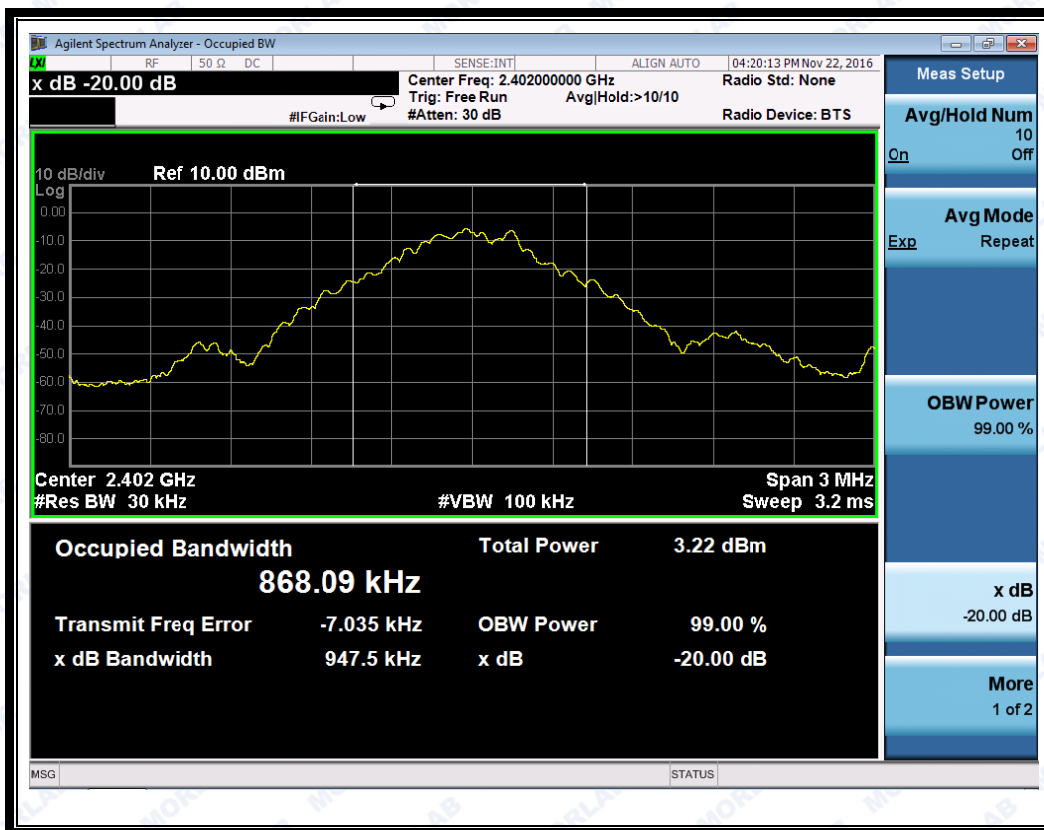 Agilent Spectrum Analyzer - Occupied BW
LXI RF 50 Ω DC SENSE:INT ALIGN AUTO 04:20:13 PM Nov 22, 2016
x dB -20.00 dB
Center Freq: 2.402000000 GHz Radio Std: None
Trig: Free Run Avg|Hold:>10/10
#IFGain:Low #Atten: 30 dB Radio Device: BTS
10 dB/div Ref 10.00 dBm
Log
0.00
-10.0
-20.0
-30.0
-40.0
-50.0
-60.0
-70.0
-80.0
Center 2.402 GHz Span 3 MHz
#Res BW 30 kHz #VBW 100 kHz Sweep 3.2 ms
Occupied Bandwidth Total Power 3.22 dBm
868.09 kHz
Transmit Freq Error -7.035 kHz OBW Power 99.00 %
x dB Bandwidth 947.5 kHz x dB -20.00 dB
MSG STATUS
Meas Setup
Avg/Hold Num
10
On Off
Avg Mode
Exp Repeat
OBW Power
99.00 %
x dB
-20.00 dB
More
1 of 2